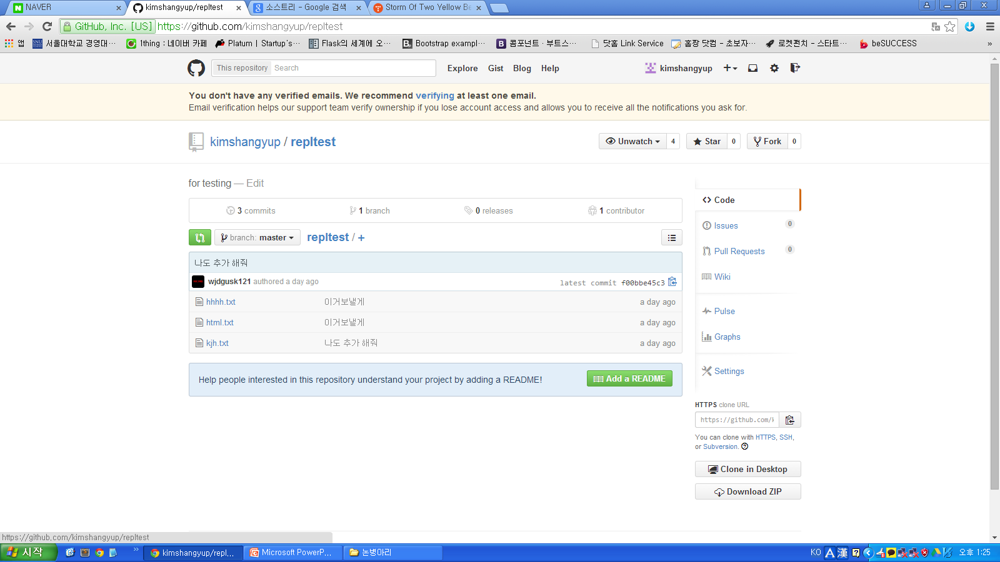 NAVER
kimshangyup/repltest
소스트리 - Google 검색
Storm Of Two Yellow Be
GitHub, Inc. [US] https://github.com/kimshangyup/repltest
앱
서울대학교 경영대…
1thing : 네이버 카페
Platum | Startup's…
Flask의 세계에 오…
Bootstrap exampl…
콤포넌트 · 부트스…
닷홈 Link Service
홈짱 닷컴 - 초보자…
로켓펀치 - 스타트…
beSUCCESS
»
This repository Search
Explore Gist Blog Help
kimshangyup
You don't have any verified emails. We recommend verifying at least one email.
Email verification helps our support team verify ownership if you lose account access and allows you to receive all the notifications you ask for.
kimshangyup / repltest
Unwatch 4
Star 0
Fork 0
for testing — Edit
3 commits
1 branch
0 releases
1 contributor
branch: master
repltest / +
나도 추가 해줘
wjdgusk121 authored a day ago
latest commit f00bbe45c3
hhhh.txt 이거보낼게 a day ago
html.txt 이거보낼게 a day ago
kjh.txt 나도 추가 해줘 a day ago
Help people interested in this repository understand your project by adding a README!
Add a README
Code
Issues 0
Pull Requests 0
Wiki
Pulse
Graphs
Settings
HTTPS clone URL
https://github.com/
You can clone with HTTPS, SSH,
or Subversion.
Clone in Desktop
Download ZIP
https://github.com/kimshangyup/repltest
시작
»
kimshangyup/repl...
Microsoft PowerP...
논병아리
KO
A 漢
오후 1:25